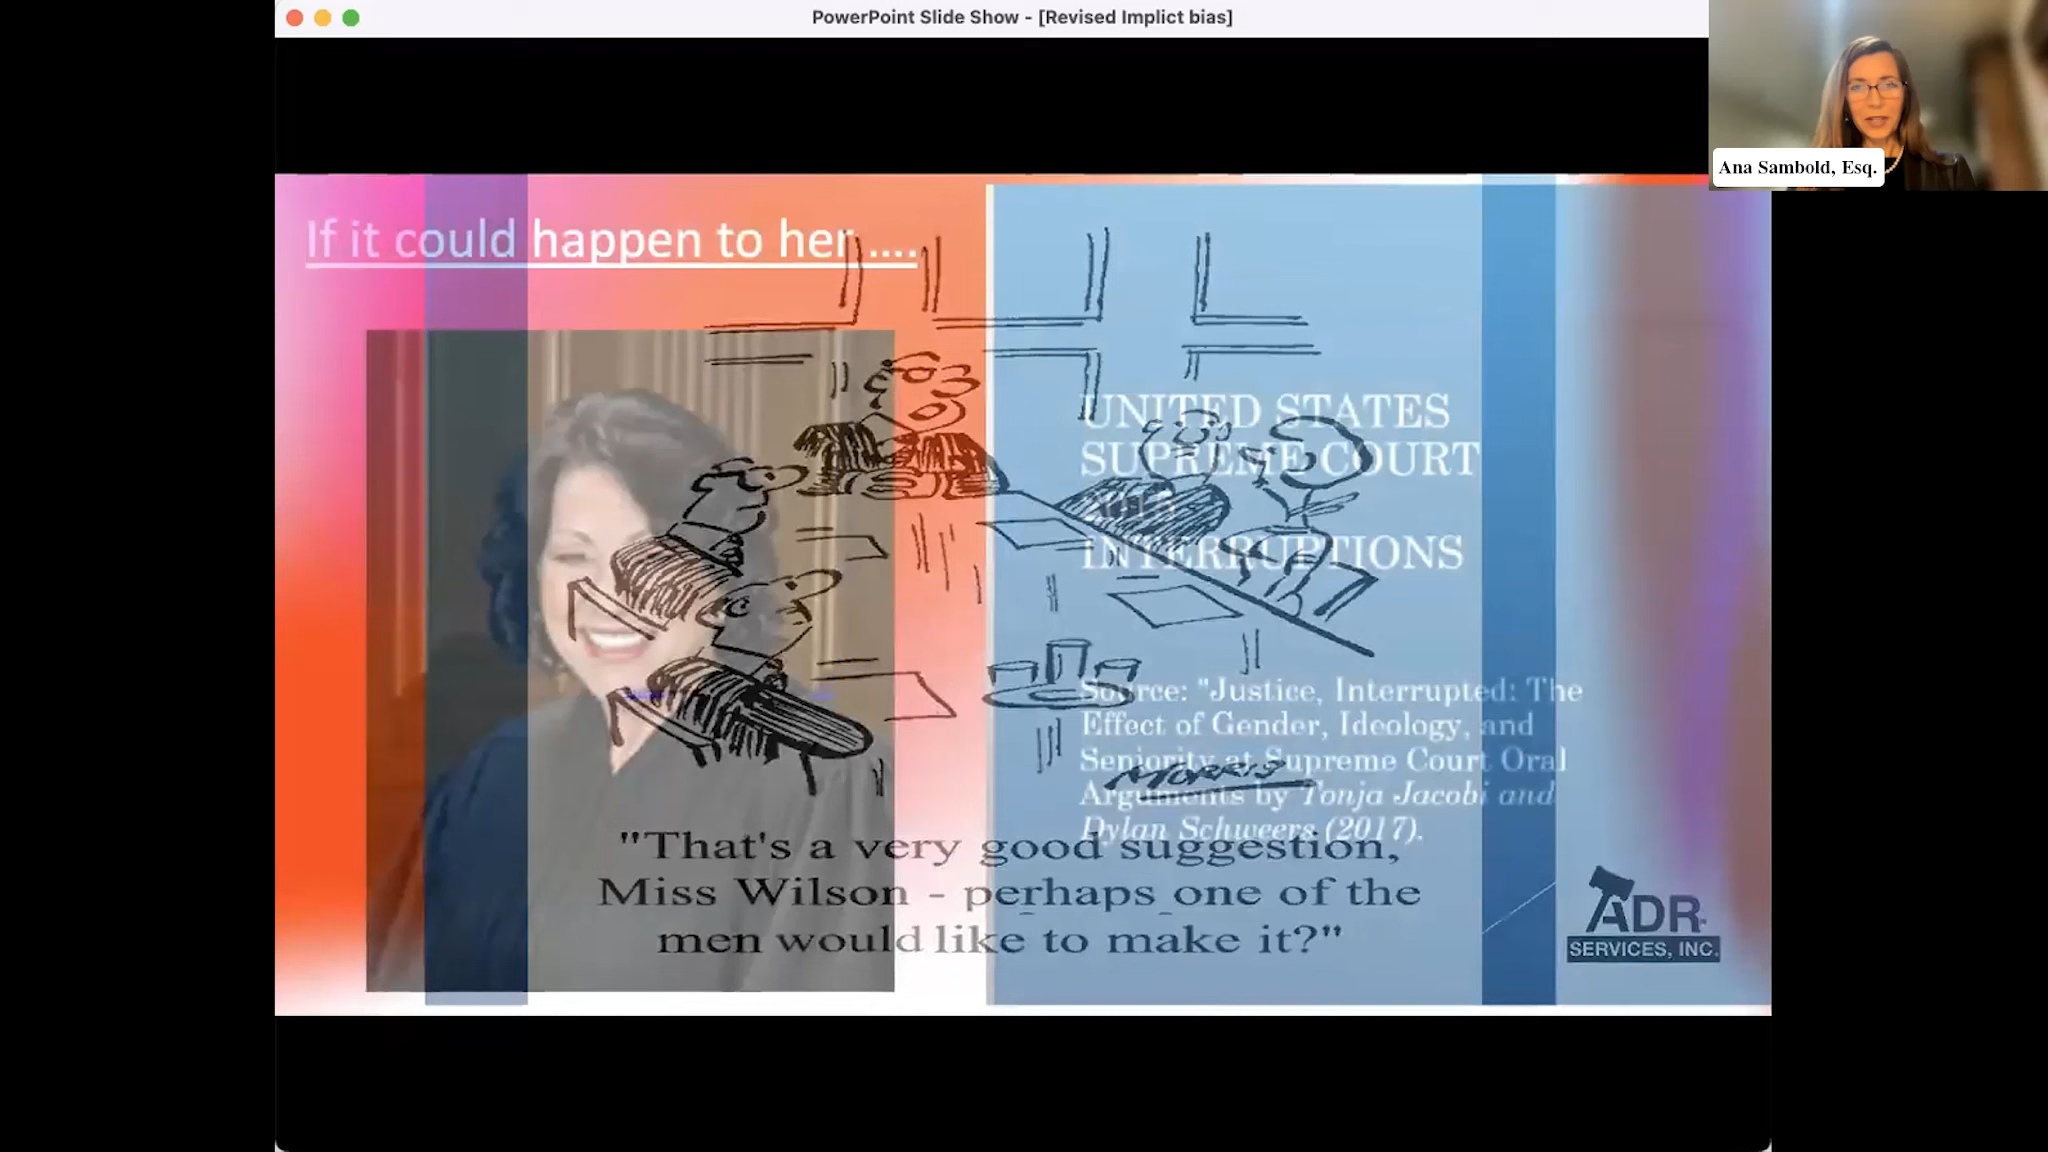 PowerPoint Slide Show - [Revised Implict bias]
Ana Sambold, Esq.
If it could happen to her ....
UNITED STATES
SUPREME COURT
2015
INTERRUPTIONS
Source: "Justice, Interrupted: The
Effect of Gender, Ideology, and
Seniority at Supreme Court Oral
Arguments by Tonja Jacobi and
Dylan Schweers (2017).
MORRIS
"That's a very good suggestion,
Miss Wilson - perhaps one of the
men would like to make it?"
ADR
SERVICES, INC.